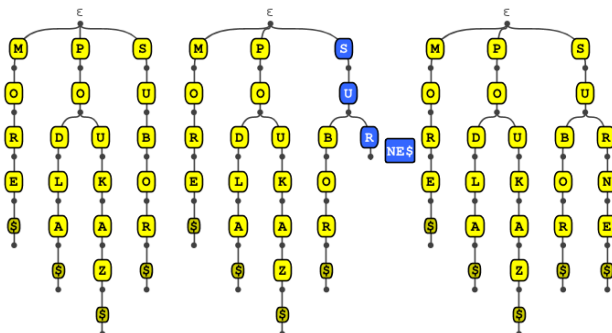 ε ε
M P S M P S M P S
O O U O O U O O U
R D U B R D U B R NE$ R D U B R
E L K O E L K O E L K O N
$ A A R $ A A R $ A A R E
$ Z $ $ Z $ $ Z $ $
$ $ $